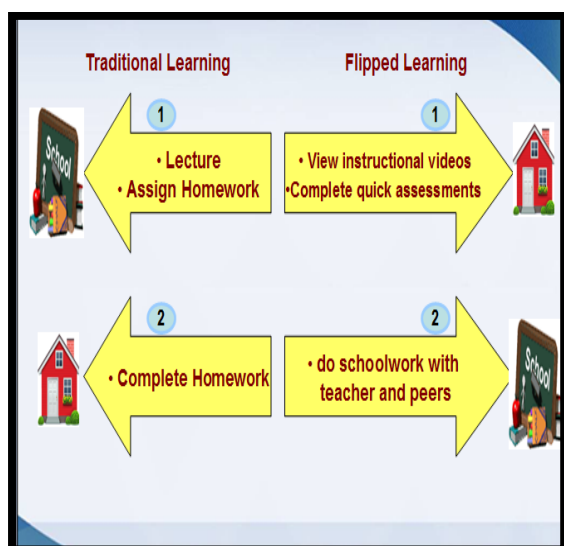 Traditional Learning
Flipped Learning
1
• Lecture
• Assign Homework
School
1
• View instructional videos
•Complete quick assessments
2
• Complete Homework
2
• do schoolwork with
teacher and peers
School